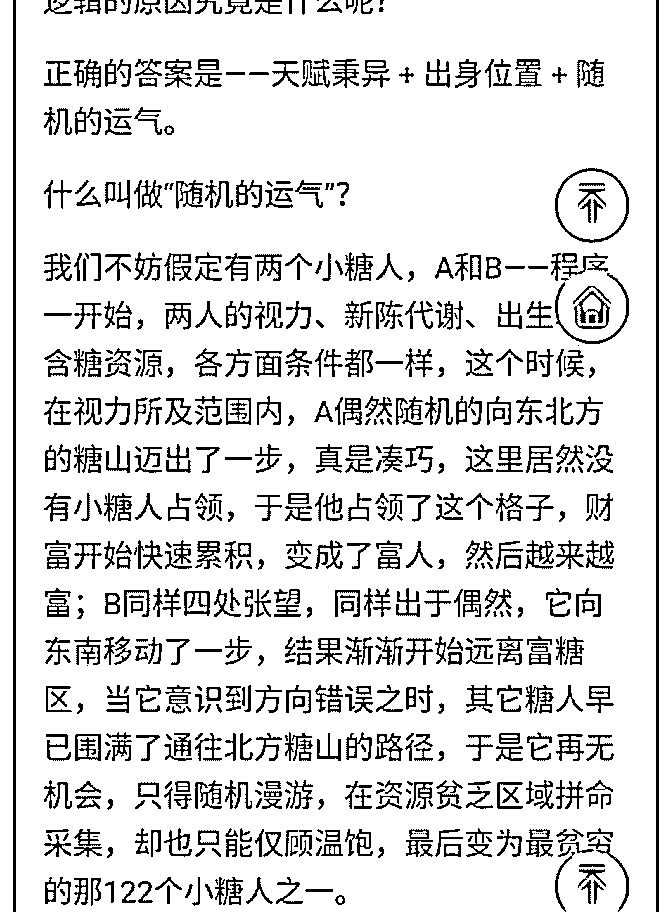 逻辑的原因究竟是什么呢？
正确的答案是——天赋秉异 + 出身位置 + 随
机的运气。
什么叫做“随机的运气”？
我们不妨假定有两个小糖人，A和B——程序
一开始，两人的视力、新陈代谢、出生
含糖资源，各方面条件都一样，这个时候，
在视力所及范围内，A偶然随机的向东北方
的糖山迈出了一步，真是凑巧，这里居然没
有小糖人占领，于是他占领了这个格子，财
富开始快速累积，变成了富人，然后越来越
富；B同样四处张望，同样出于偶然，它向
东南移动了一步，结果渐渐开始远离富糖
区，当它意识到方向错误之时，其它糖人早
已围满了通往北方糖山的路径，于是它再无
机会，只得随机漫游，在资源贫乏区域拼命
采集，却也只能仅顾温饱，最后变为最贫穷
的那122个小糖人之一。